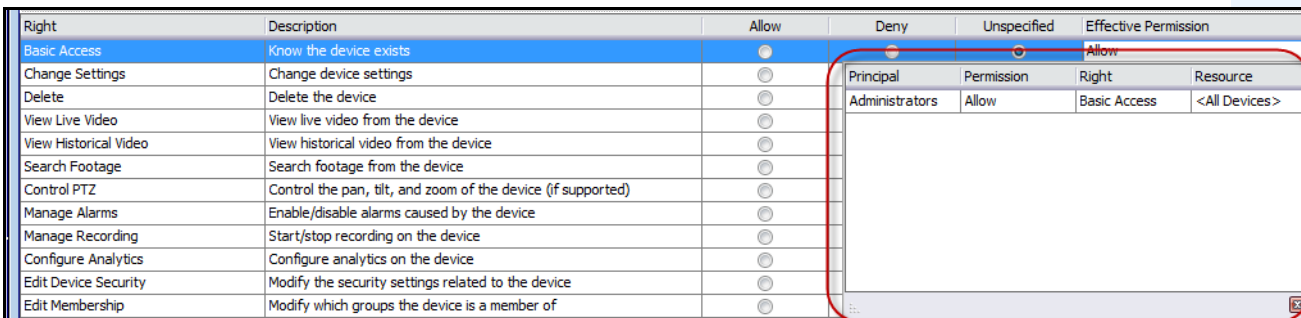 Right Description Allow Deny Unspecified Effective Permission
Basic Access Know the device exists Allow
Change Settings Change device settings Principal Permission Right Resource
Delete Delete the device Administrators Allow Basic Access <All Devices>
View Live Video View live video from the device
View Historical Video View historical video from the device
Search Footage Search footage from the device
Control PTZ Control the pan, tilt, and zoom of the device (if supported)
Manage Alarms Enable/disable alarms caused by the device
Manage Recording Start/stop recording on the device
Configure Analytics Configure analytics on the device
Edit Device Security Modify the security settings related to the device
Edit Membership Modify which groups the device is a member of